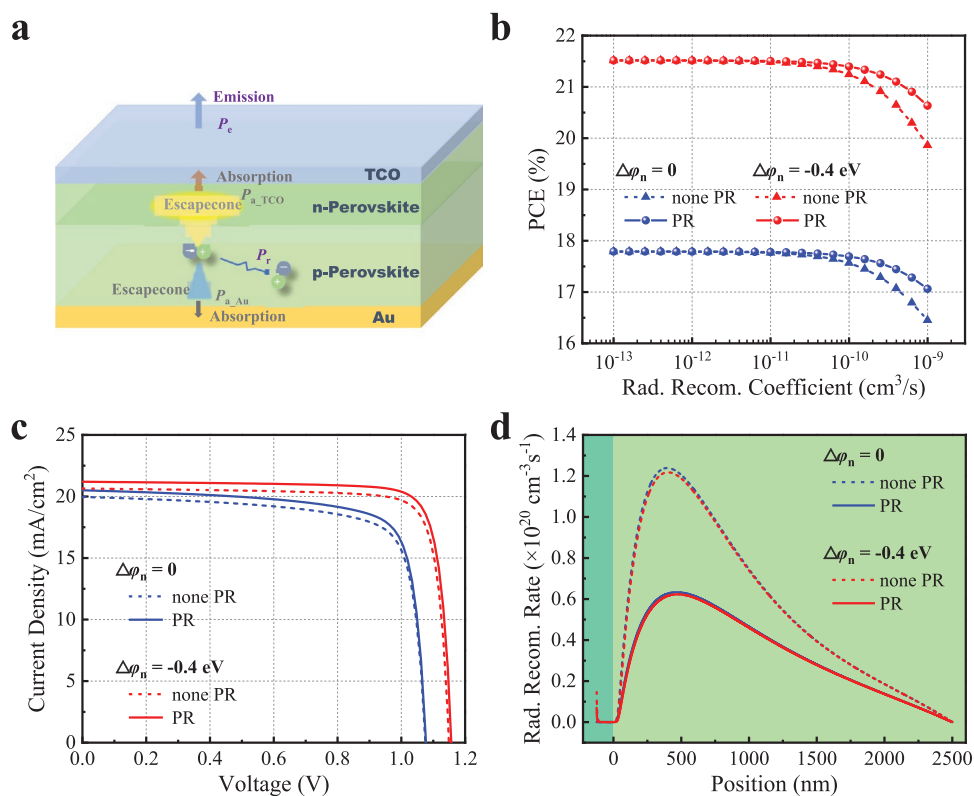 a
Emission
Pe
Absorption
TCO
Pa_TCO
Escapecone
n-Perovskite
Pr
p-Perovskite
Escapecone
Pa_Au
Absorption
Au
b
22
21
20
19
18
17
16
PCE (%)
△φn = 0
△φn = -0.4 eV
none PR
none PR
PR
PR
10-13
10-12
10-11
10-10
10-9
Rad. Recom. Coefficient (cm3/s)
c
25
20
15
10
5
0
Current Density (mA/cm2)
△φn = 0
none PR
PR
△φn = -0.4 eV
none PR
PR
0.0
0.2
0.4
0.6
0.8
1.0
1.2
Voltage (V)
d
1.4
1.2
1.0
0.8
0.6
0.4
0.2
0.0
Rad. Recom. Rate (×1020 cm-3s-1)
△φn = 0
none PR
PR
△φn = -0.4 eV
none PR
PR
0
500
1000
1500
2000
2500
Position (nm)